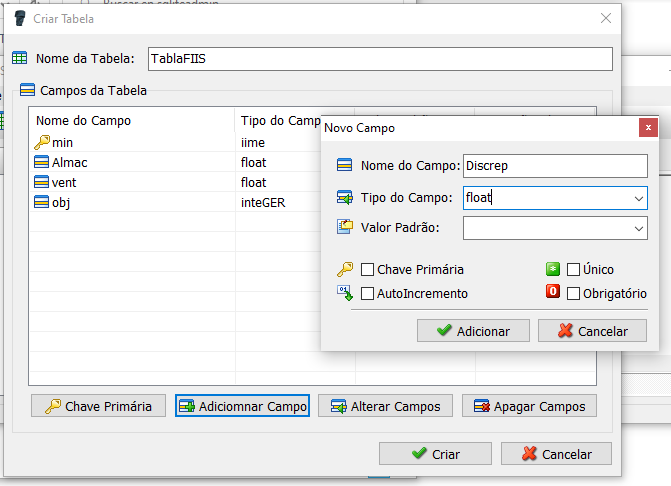 Criar Tabela
Nome da Tabela: TablaFIIS
Campos da Tabela
Nome do Campo Tipo do Camp
min iime
Almac float
vent float
obj inteGER
Novo Campo
Nome do Campo: Discrep
Tipo do Campo: float
Valor Padrão:
Chave Primária Único
AutoIncremento Obrigatório
Adicionar Cancelar
Chave Primária Adiciomnar Campo Alterar Campos Apagar Campos
Criar Cancelar